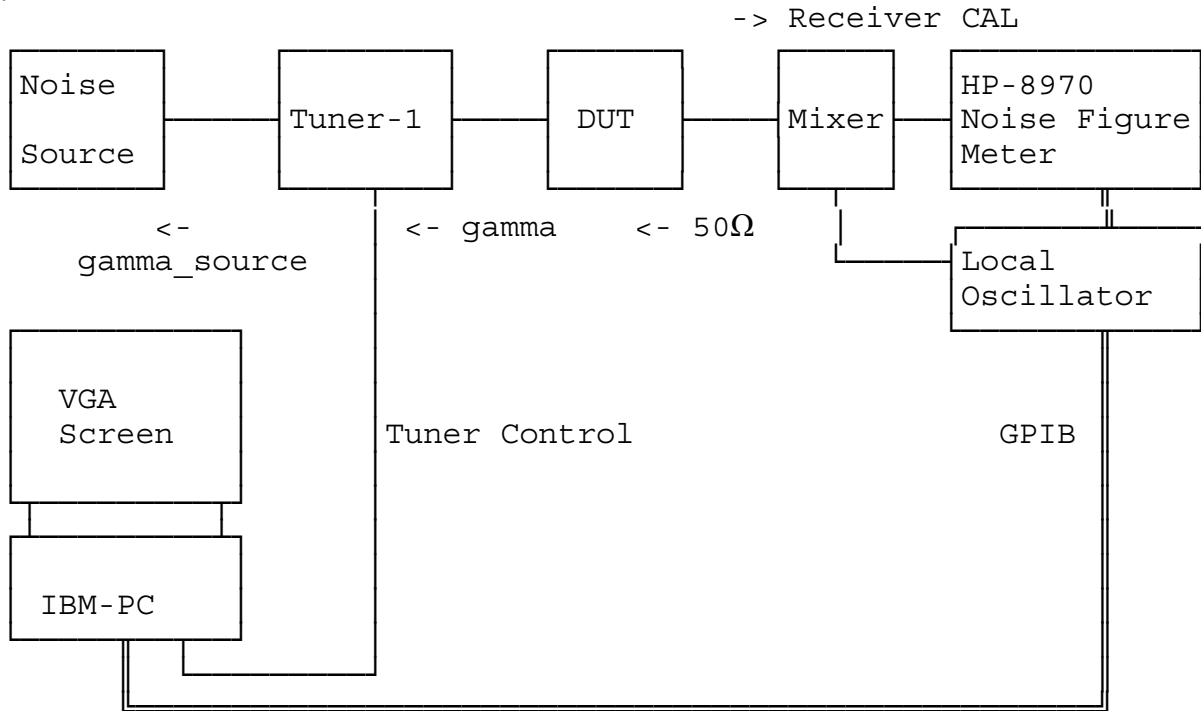 -> Receiver CAL
Noise
Source
Tuner-1
DUT
Mixer
HP-8970
Noise Figure
Meter
<-
gamma_source
<- gamma
<- 50Ω
Local
Oscillator
VGA
Screen
Tuner Control
GPIB
IBM-PC